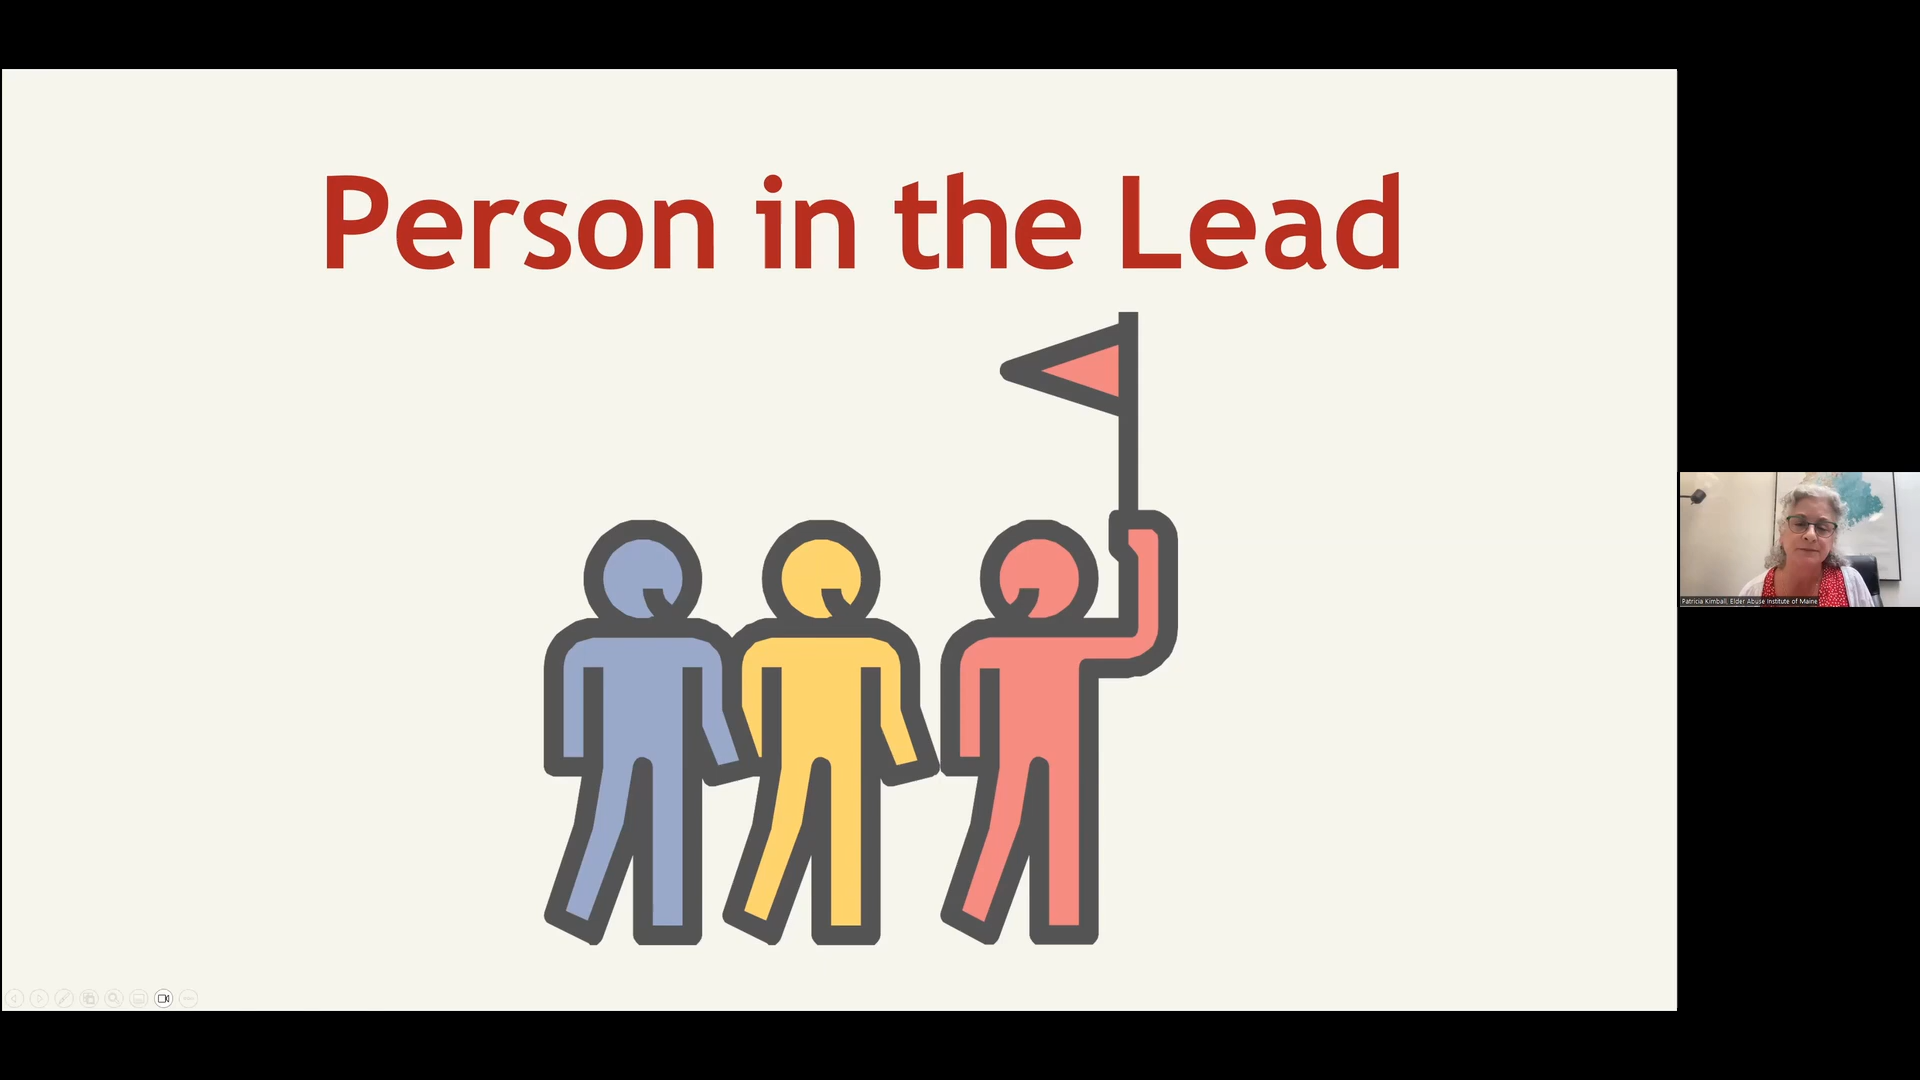 Person in the Lead
Patricia Kimball, Elder Abuse Institute of Maine